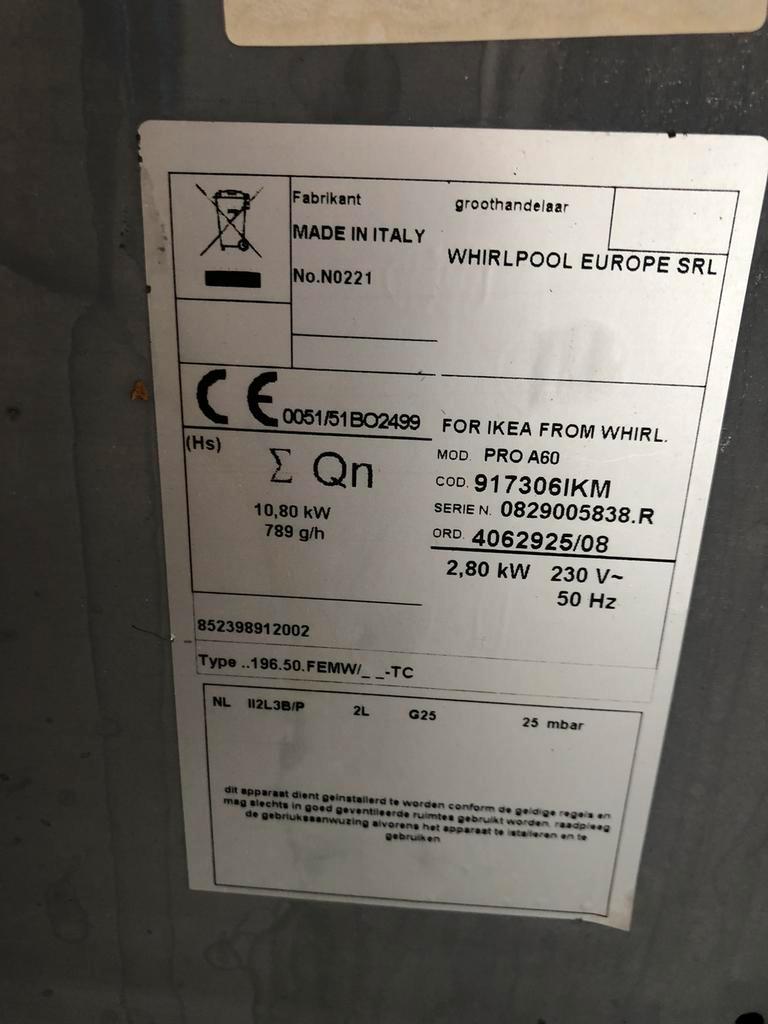 Fabrikant
MADE IN ITALY
No.N0221
groothandelaar
WHIRLPOOL EUROPE SRL
CE 0051/51BO2499
(Hs)
Σ Qn
10,80 kW
789 g/h
FOR IKEA FROM WHIRL.
MOD. PRO A60
COD. 917306IKM
SERIE N. 0829005838.R
ORD. 4062925/08
2,80 kW 230 V~
50 Hz
852398912002
Type ..196.50.FEMW/_ _-TC
NL II2L3B/P 2L G25 25 mbar
dit apparaat dient geinstallerd te worden conform de geldige regels en
mag slechts in goed geventileerde ruimtes gebruikt worden, raadpleeg
de gebriuksaanwuzing alvorens het apparaat te istalleren en te
gebruiken